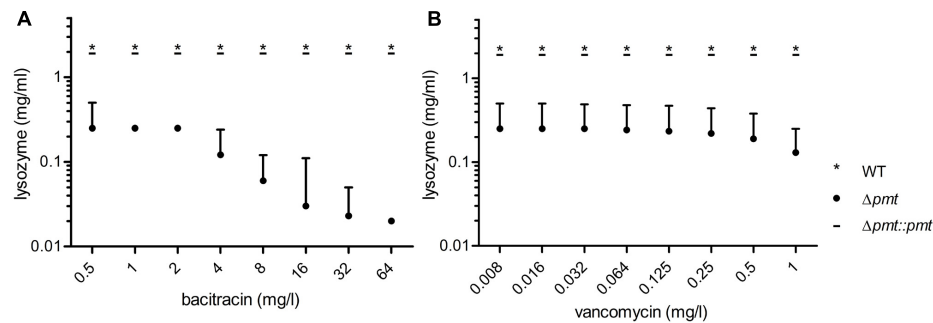 A
* * * * * * * *
lysozyme (mg/ml)
1
0.1
0.01
0.5 1 2 4 8 16 32 64
bacitracin (mg/l)
B
* * * * * * * *
lysozyme (mg/ml)
1
0.1
0.01
0.008 0.016 0.032 0.064 0.125 0.25 0.5 1
vancomycin (mg/l)
* WT
● Δpmt
– Δpmt::pmt